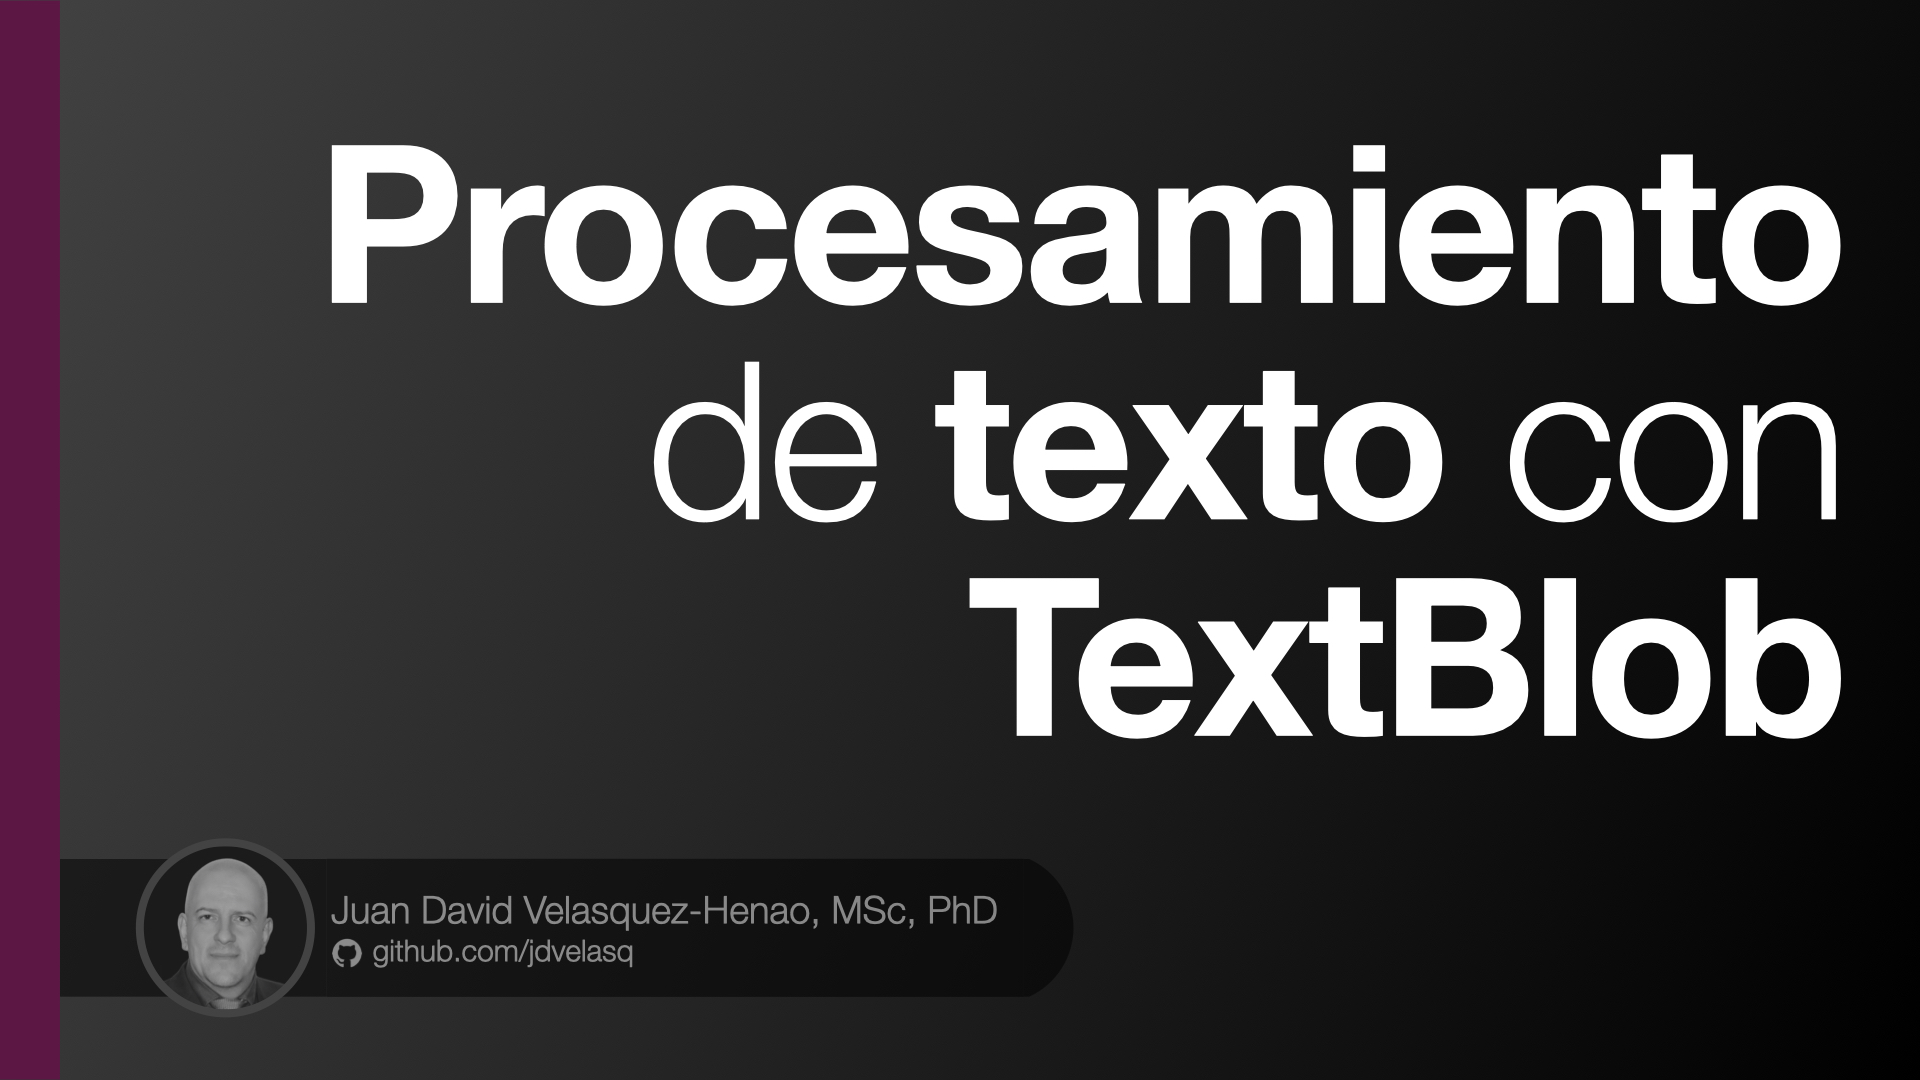 Procesamiento
de texto con
TextBlob
Juan David Velasquez-Henao, MSc, PhD
github.com/jdvelasq